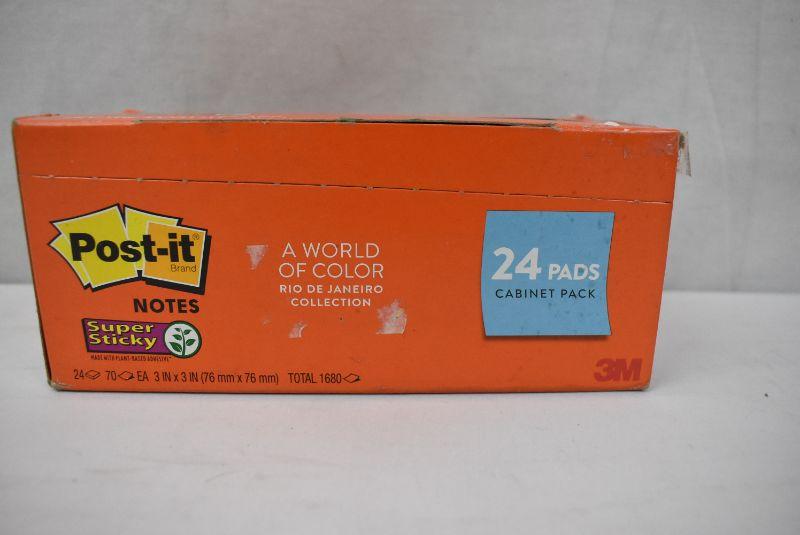 Post-it®
Brand
NOTES
Super
Sticky
MADE WITH PLANT-BASED ADHESIVE*
24 70 EA 3 IN x 3 IN (76 mm x 76 mm) TOTAL 1680
A WORLD
OF COLOR
RIO DE JANEIRO
COLLECTION
24 PADS
CABINET PACK
3M